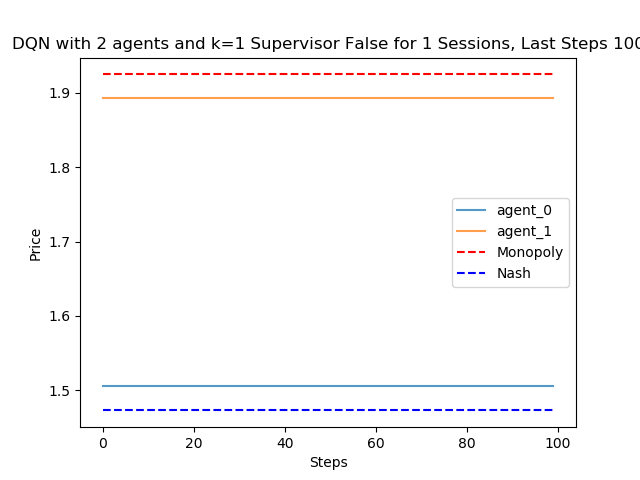 DQN with 2 agents and k=1 Supervisor False for 1 Sessions, Last Steps 100
1.9
1.8
1.7
1.6
1.5
Price
agent_0
agent_1
Monopoly
Nash
0
20
40
60
80
100
Steps